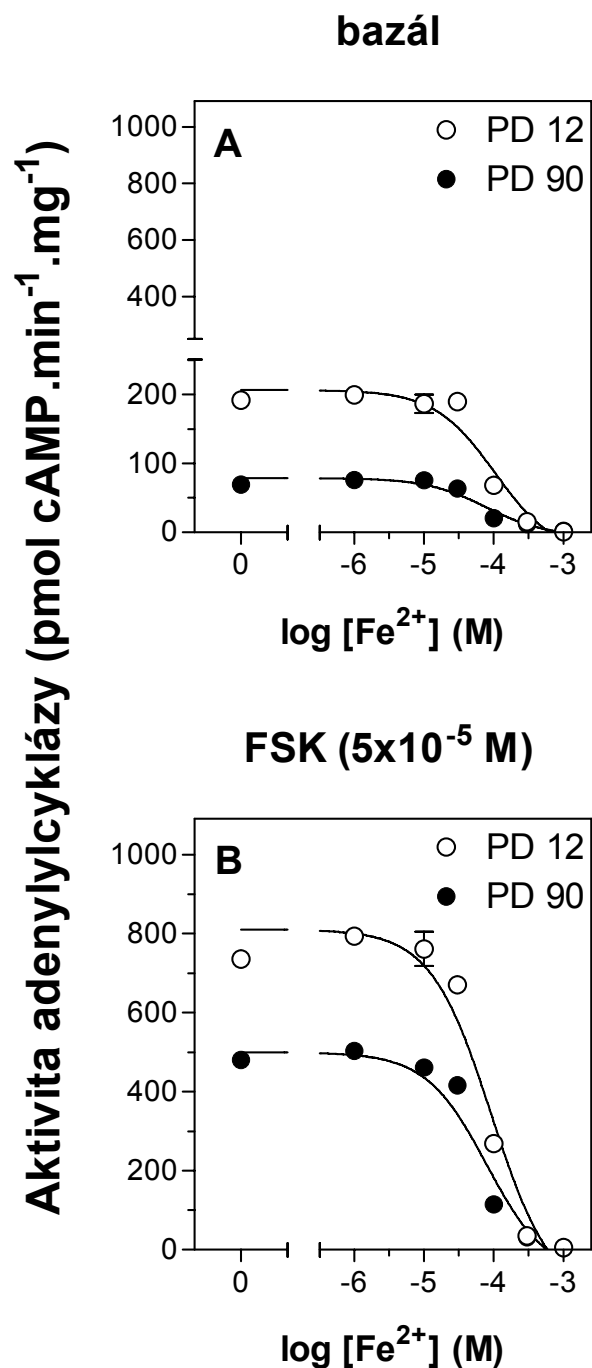 bazál
Aktivita adenylylcyklázy (pmol cAMP.min⁻¹.mg⁻¹)
A
PD 12
PD 90
1000
800
600
400
200
100
0
0 -6 -5 -4 -3
log [Fe²⁺] (M)
FSK (5x10⁻⁵ M)
B
PD 12
PD 90
1000
800
600
400
200
0
0 -6 -5 -4 -3
log [Fe²⁺] (M)